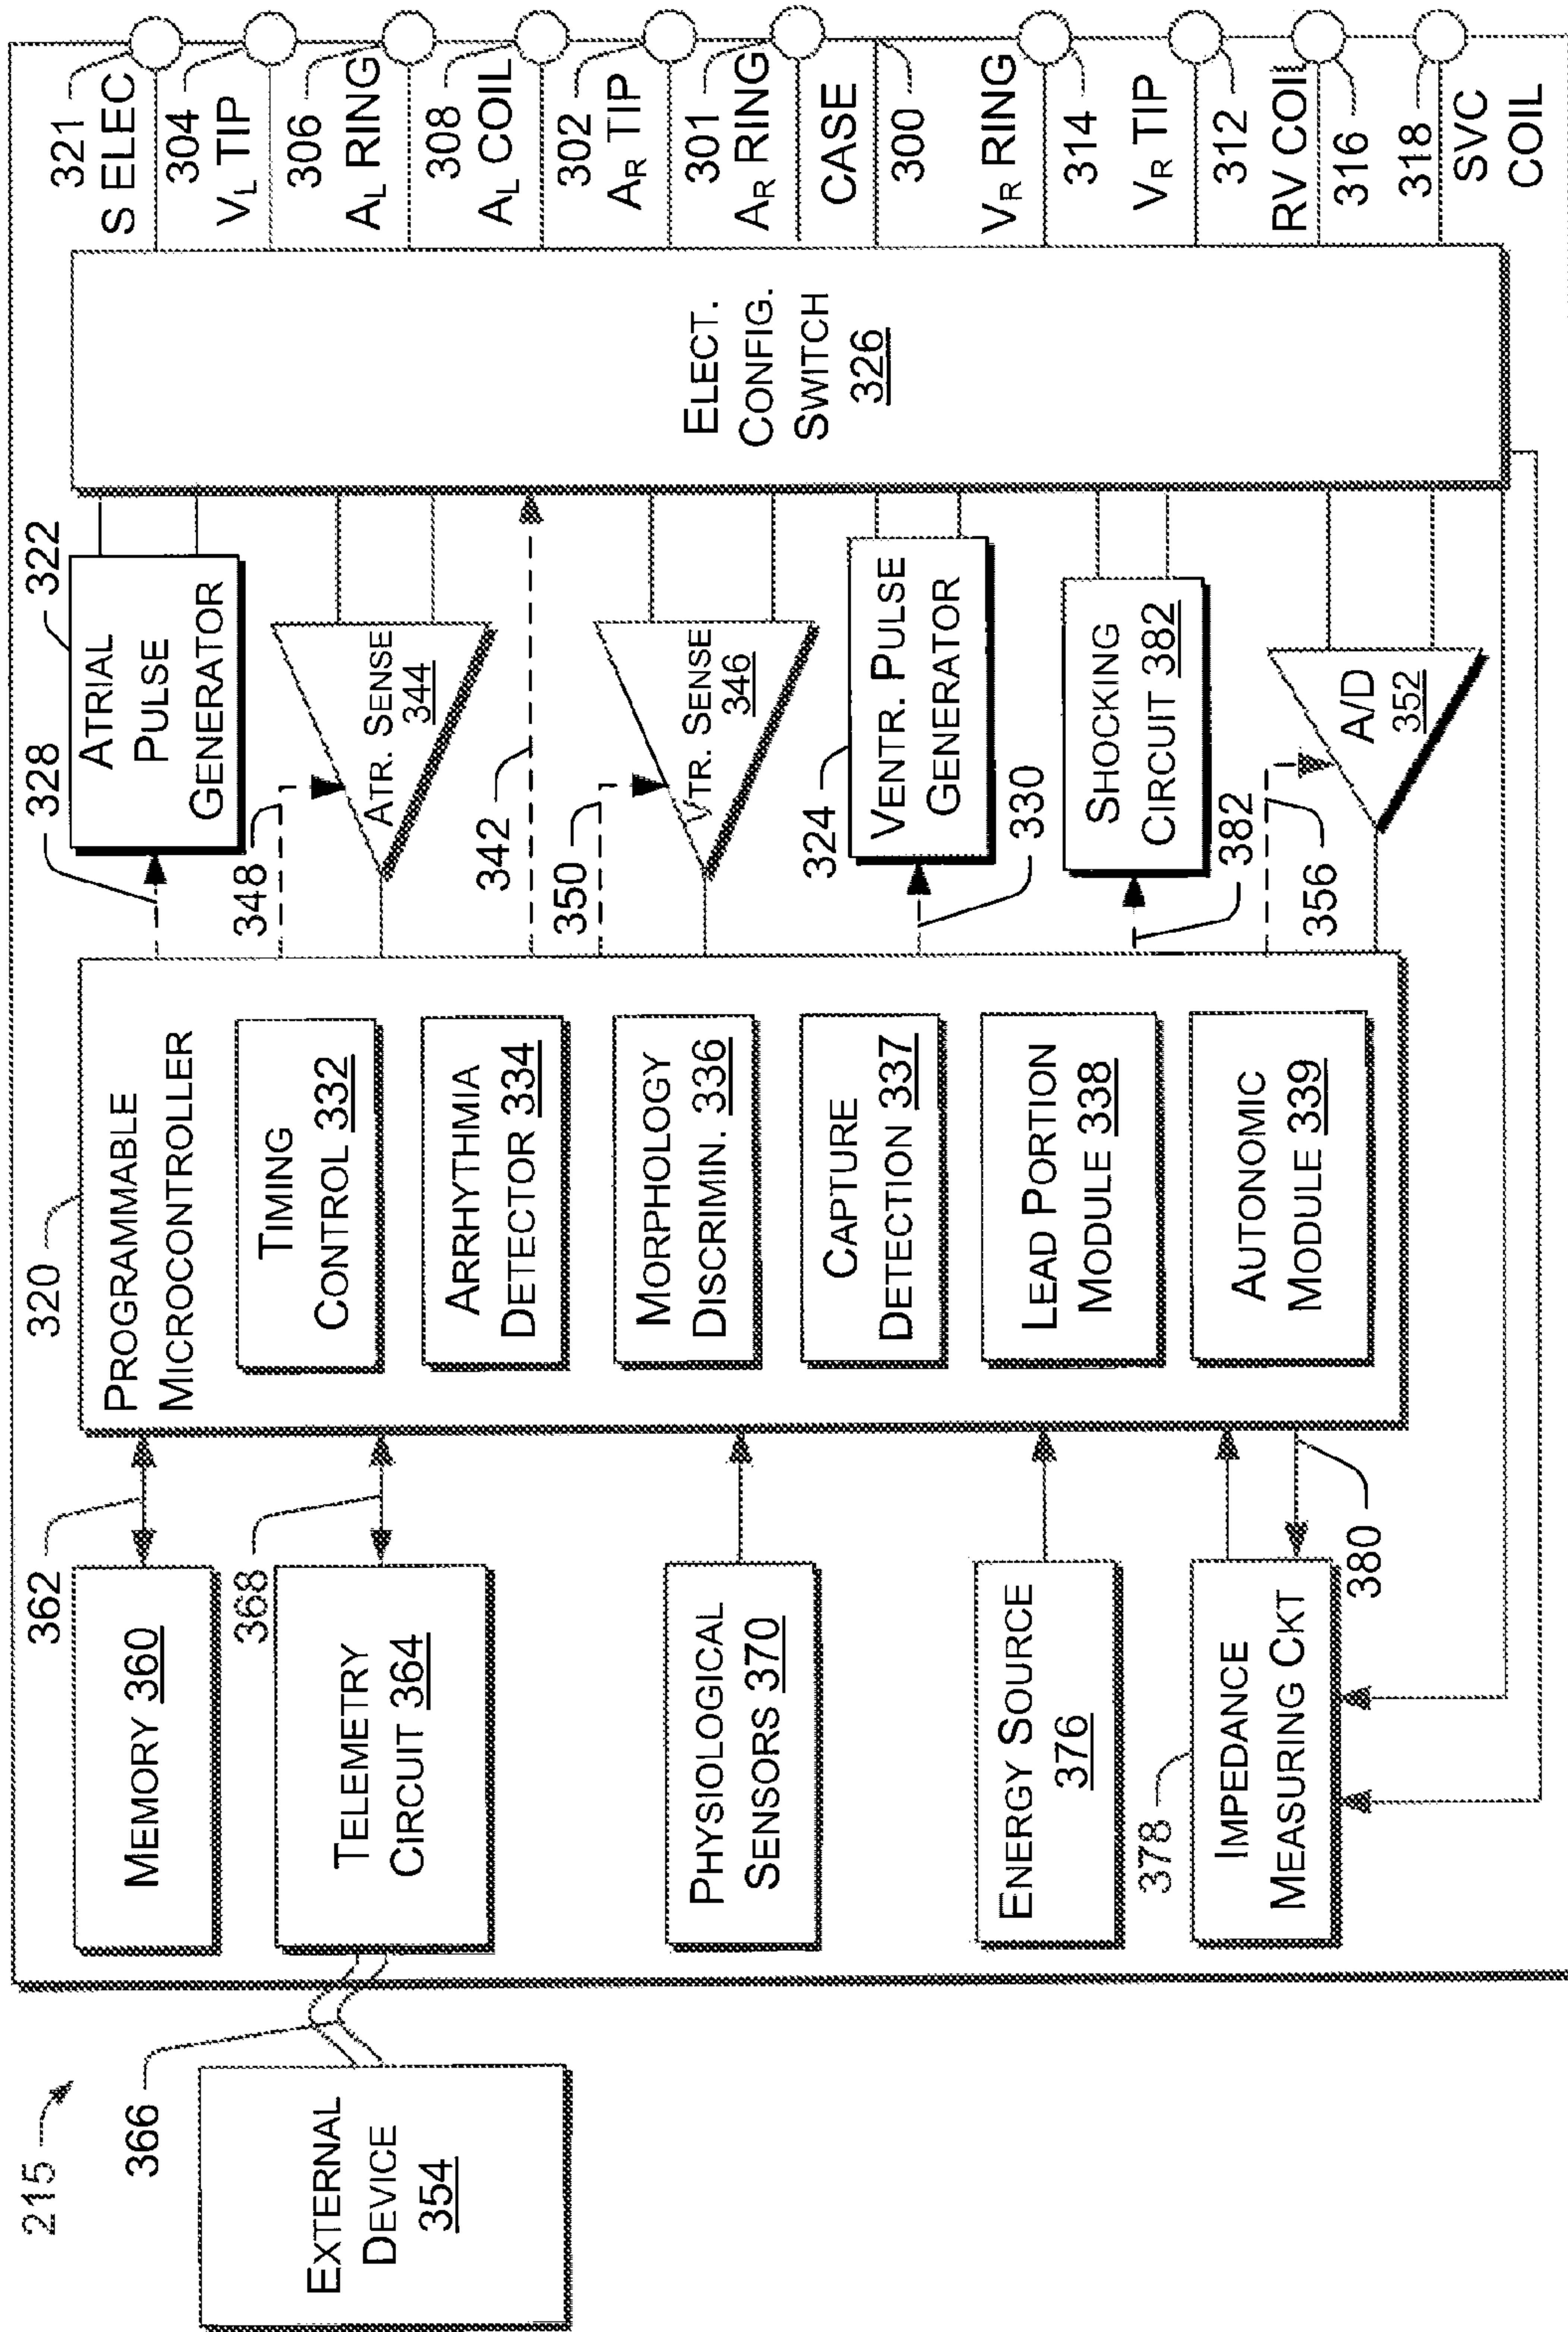 215
366
EXTERNAL
DEVICE
354
362
MEMORY 360
368
TELEMETRY
CIRCUIT 364
PHYSIOLOGICAL
SENSORS 370
ENERGY SOURCE
376
378
IMPEDANCE
MEASURING CKT
380
320
PROGRAMMABLE
MICROCONTROLLER
TIMING
CONTROL 332
ARRHYTHMIA
DETECTOR 334
MORPHOLOGY
DISCRIMIN. 336
CAPTURE
DETECTION 337
LEAD PORTION
MODULE 338
AUTONOMIC
MODULE 339
328
322
ATRIAL
PULSE
GENERATOR
348
ATR. SENSE
344
342
350
VTR. SENSE
346
324
VENTR. PULSE
GENERATOR
330
SHOCKING
CIRCUIT 382
382
356
A/D
352
ELECT.
CONFIG.
SWITCH
326
321
S ELEC
304
VL TIP
306
AL RING
308
AL COIL
302
AR TIP
301
AR RING
CASE
300
VR RING
314
VR TIP
312
RV COIL
316
318
SVC
COIL